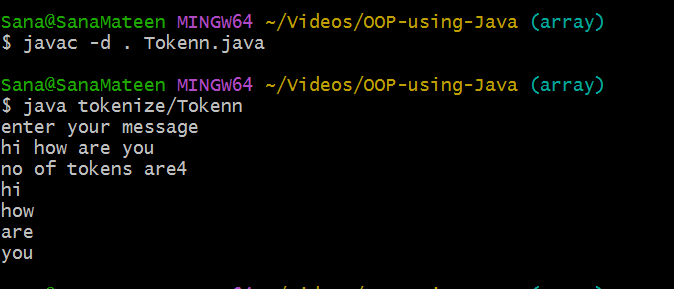 Sana@SanaMateen MINGW64 ~/Videos/OOP-using-Java (array)
$ javac -d . Tokenn.java
Sana@SanaMateen MINGW64 ~/Videos/OOP-using-Java (array)
$ java tokenize/Tokenn
enter your message
hi how are you
no of tokens are4
hi
how
are
you